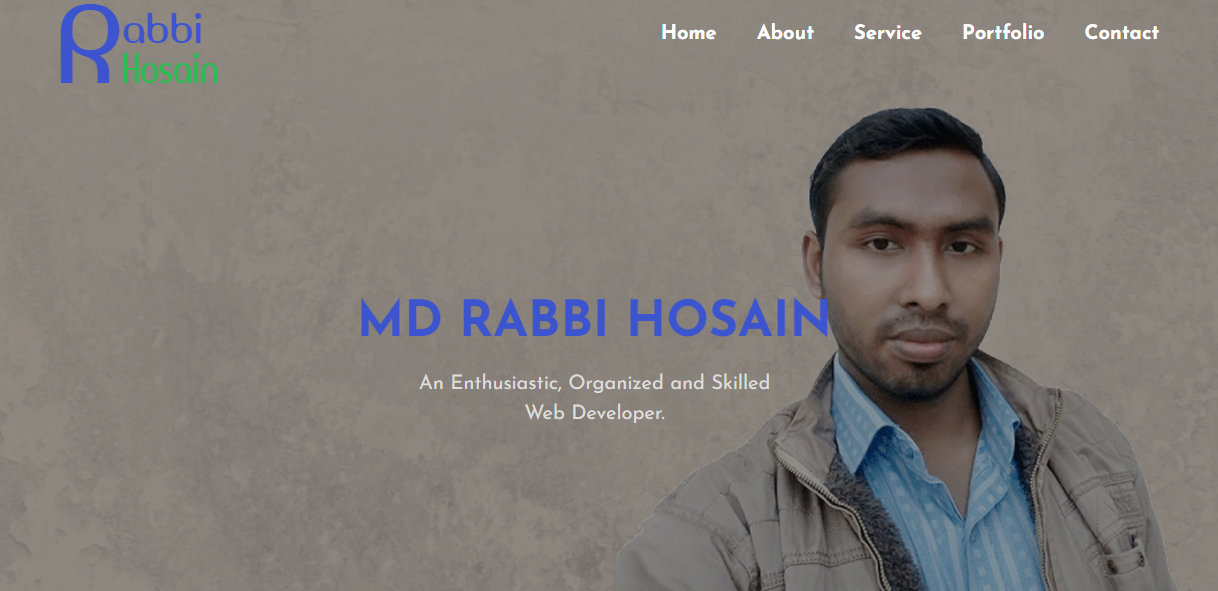 Rabbi
Hosain
Home About Service Portfolio Contact
MD RABBI HOSAIN
An Enthusiastic, Organized and Skilled
Web Developer.